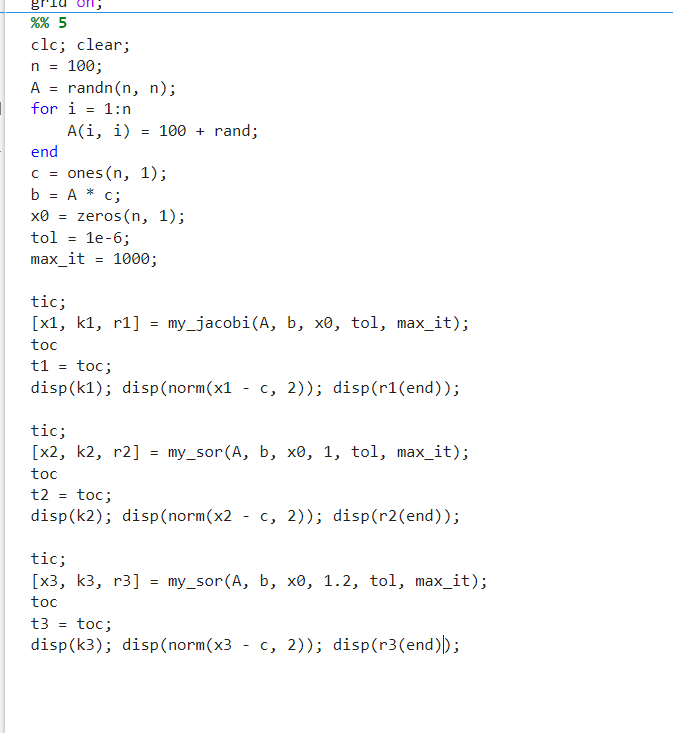 grid on;
%% 5
clc; clear;
n = 100;
A = randn(n, n);
for i = 1:n
    A(i, i) = 100 + rand;
end
c = ones(n, 1);
b = A * c;
x0 = zeros(n, 1);
tol = 1e-6;
max_it = 1000;

tic;
[x1, k1, r1] = my_jacobi(A, b, x0, tol, max_it);
toc
t1 = toc;
disp(k1); disp(norm(x1 - c, 2)); disp(r1(end));

tic;
[x2, k2, r2] = my_sor(A, b, x0, 1, tol, max_it);
toc
t2 = toc;
disp(k2); disp(norm(x2 - c, 2)); disp(r2(end));

tic;
[x3, k3, r3] = my_sor(A, b, x0, 1.2, tol, max_it);
toc
t3 = toc;
disp(k3); disp(norm(x3 - c, 2)); disp(r3(end));